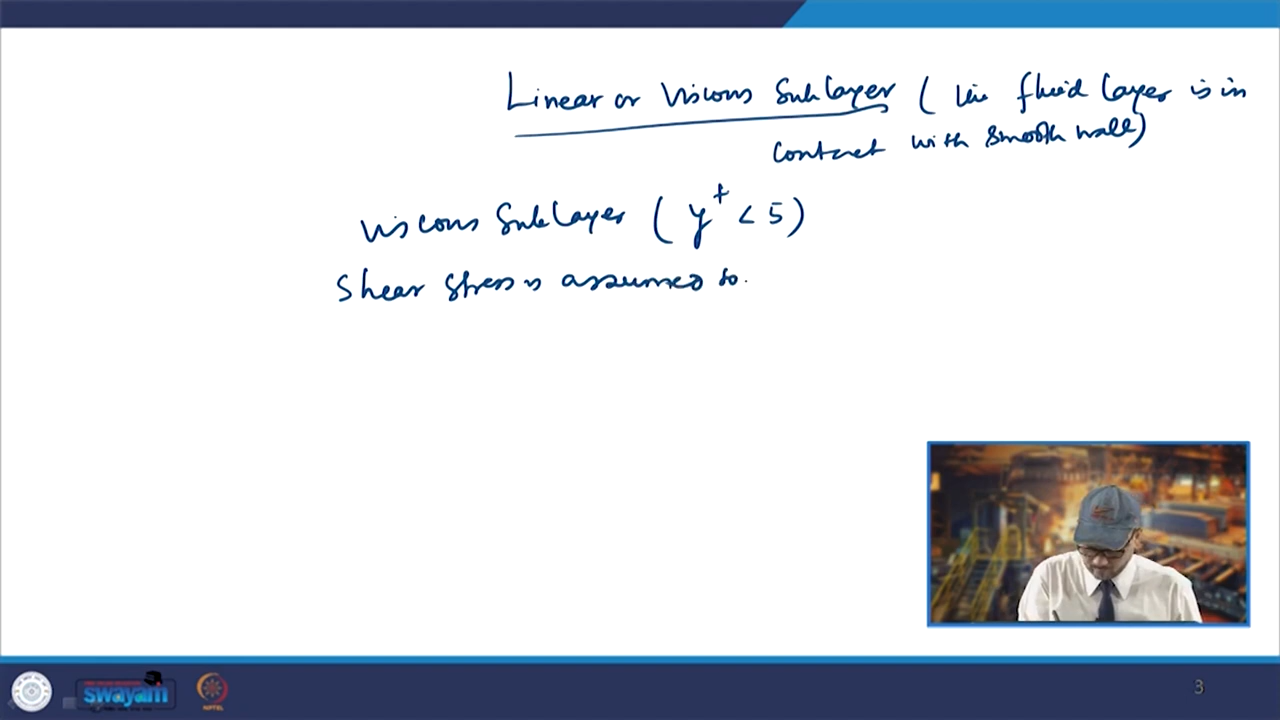 Linear or Viscous Sublayer ( the fluid layer is in
contact with smooth wall)
viscous Sublayer ( y+ < 5 )
Shear stress is assumed to
3
swayam